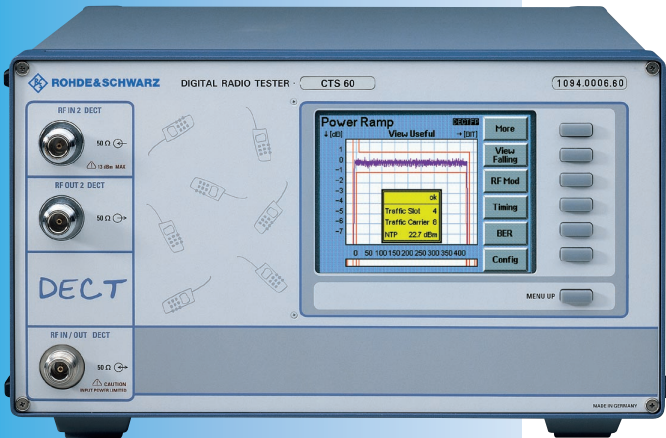 ROHDE&SCHWARZ DIGITAL RADIO TESTER · CTS 60 1094.0006.60
RF IN 2 DECT
50 Ω
13 dBm MAX
RF OUT 2 DECT
50 Ω
DECT
RF IN / OUT DECT
50 Ω
CAUTION
INPUT POWER LIMITED
Power Ramp DECT FP
↓ [dB] View Useful → [BIT]
1
0
-1
-2
-3
-4
-5
-6
-7
ok
Traffic Slot 4
Traffic Carrier 6
NTP 22.7 dBm
0 50 100 150 200 250 300 350 400
More
View
Falling
RF Mod
Timing
BER
Config
MENU UP
MADE IN GERMANY